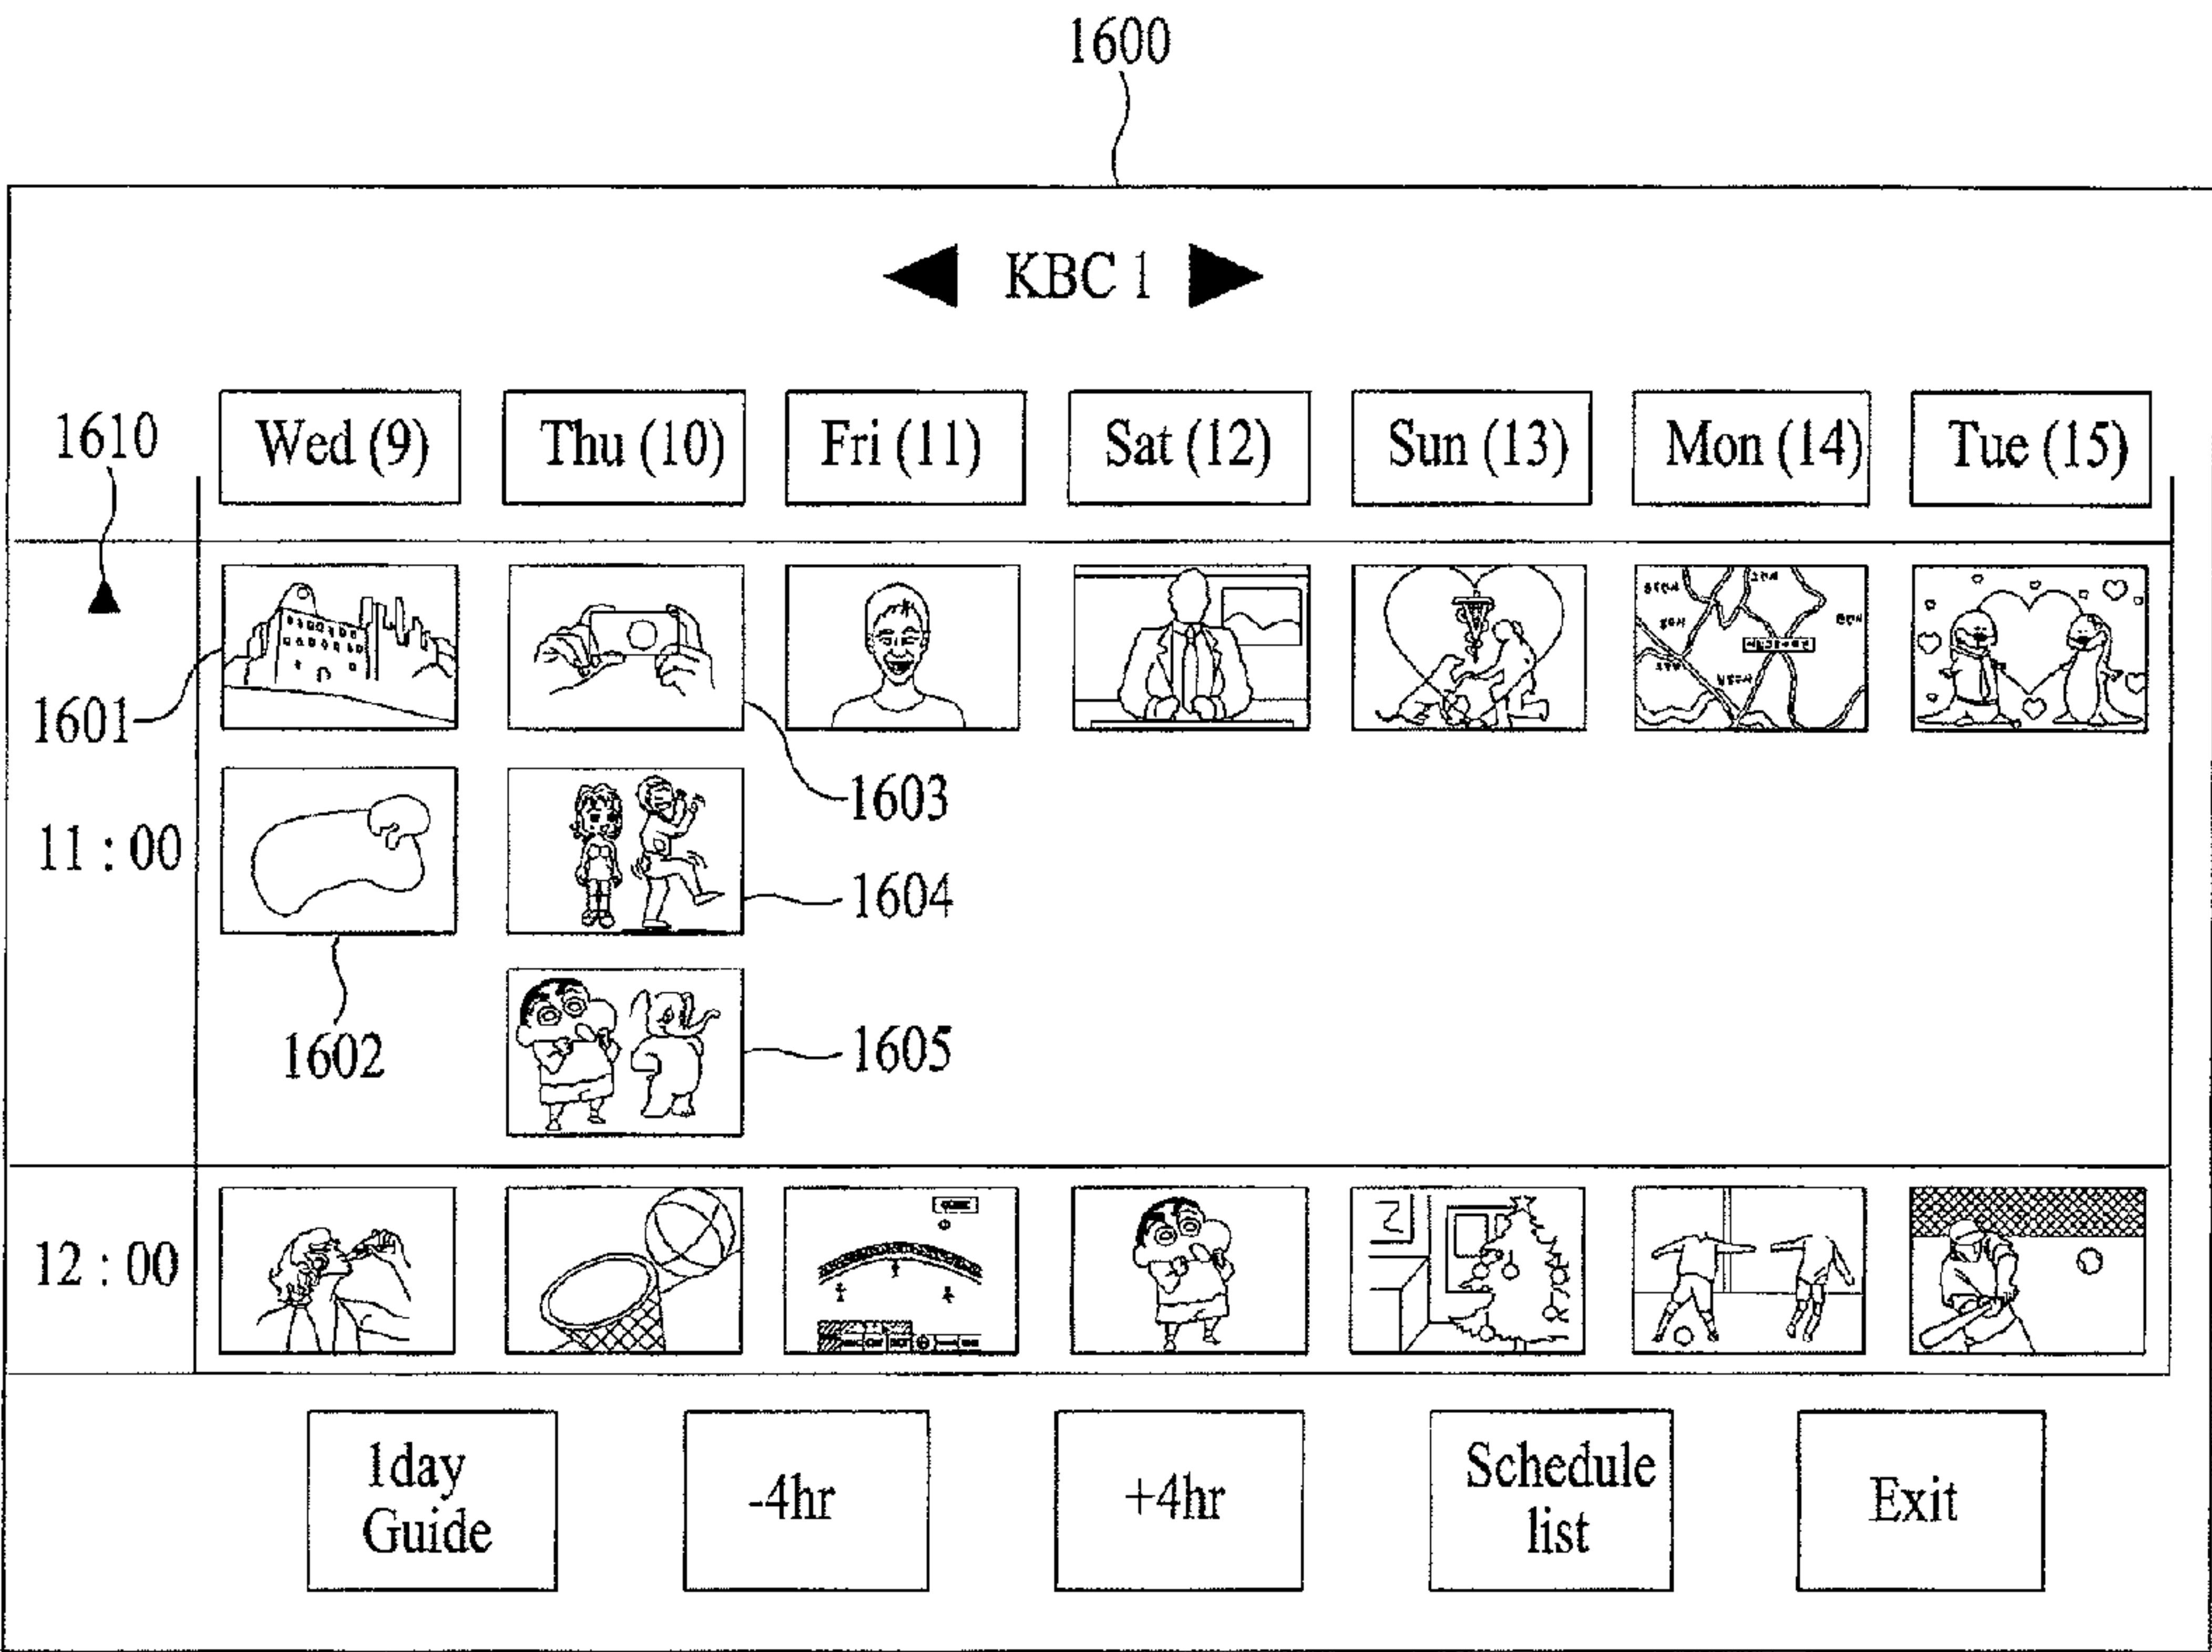 1600
KBC 1
1610
Wed (9)
Thu (10)
Fri (11)
Sat (12)
Sun (13)
Mon (14)
Tue (15)
1601
1603
11 : 00
1604
1602
1605
12 : 00
1day
Guide
-4hr
+4hr
Schedule
list
Exit